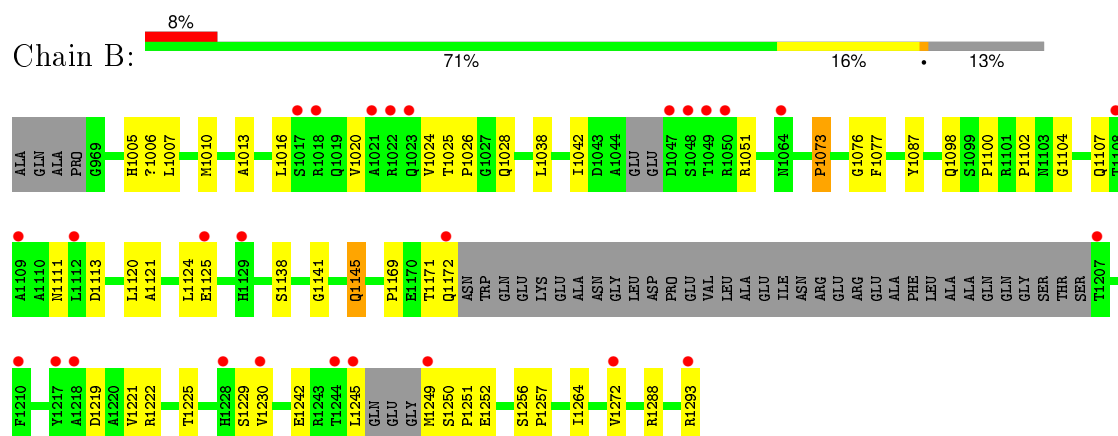 8%
Chain B:
71% 16% • 13%
ALA GLN ALA PRO G969 H1005 ?1006 L1007 M1010 A1013 L1016 S1017 R1018 Q1019 V1020 A1021 R1022 Q1023 V1024 T1025 P1026 G1027 Q1028 L1038 I1042 D1043 A1044 GLU GLU D1047 S1048 T1049 R1050 R1051 N1064 P1073 G1076 F1077 Y1087 Q1098 S1099 P1100 R1101 P1102 N1103 G1104 Q1107 T1108
A1109 A1110 N1111 L1112 D1113 L1120 A1121 L1124 E1125 H1129 S1138 G1141 Q1145 P1169 E1170 T1171 Q1172 ASN TRP GLN GLU LYS GLU ALA ASN GLY LEU ASP PRO GLU VAL LEU ALA GLU ILE ASN ARG GLU ARG GLU ALA PHE LEU ALA ALA GLN GLN GLY SER THR SER T1207
F1210 Y1217 A1218 D1219 A1220 V1221 R1222 T1225 H1228 S1229 V1230 E1242 R1243 T1244 L1245 GLN GLU GLY M1249 S1250 P1251 E1252 S1256 P1257 I1264 V1272 R1288 R1293